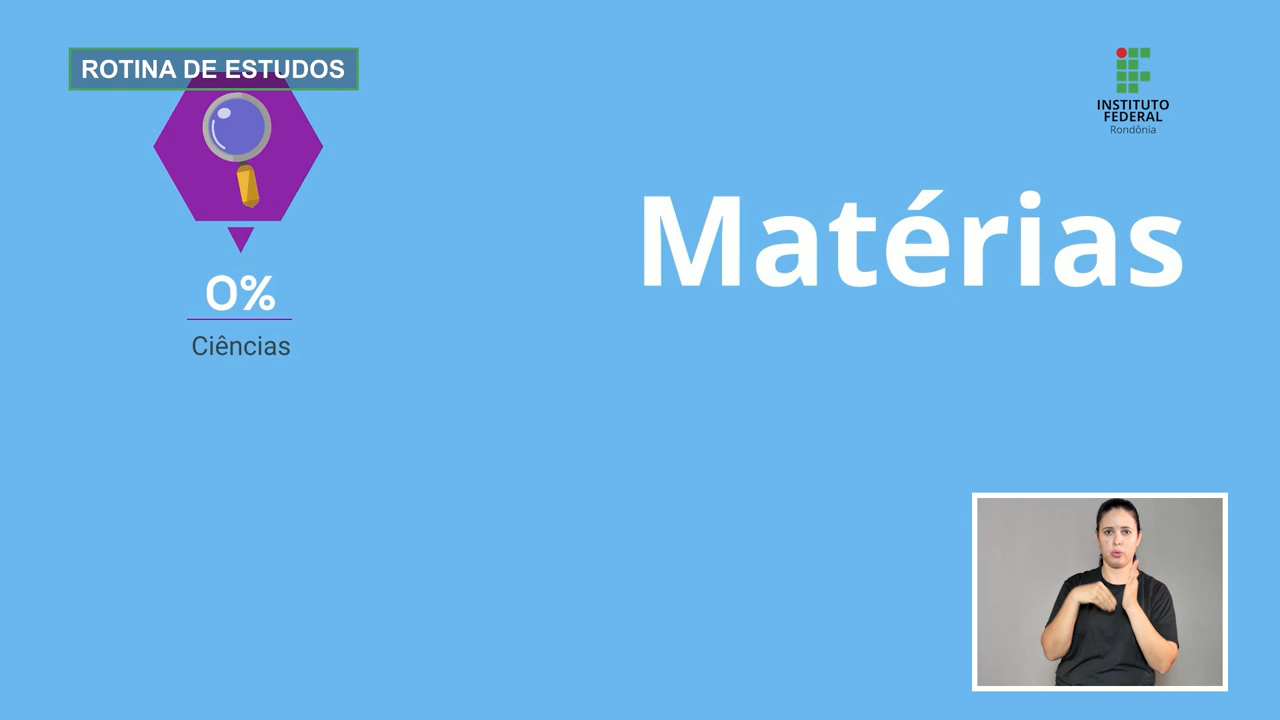 ROTINA DE ESTUDOS
INSTITUTO
FEDERAL
Rondônia
Matérias
0%
Ciências